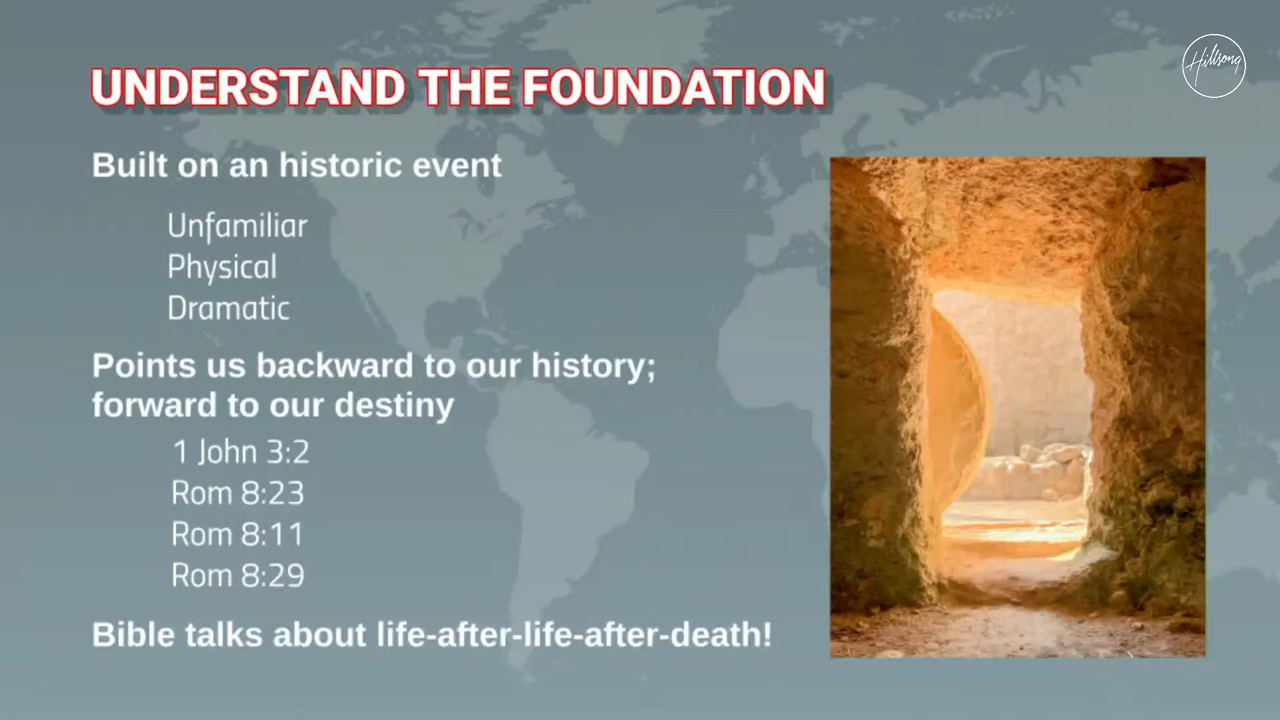 Hillsong
UNDERSTAND THE FOUNDATION
Built on an historic event
Unfamiliar
Physical
Dramatic
Points us backward to our history;
forward to our destiny
1 John 3:2
Rom 8:23
Rom 8:11
Rom 8:29
Bible talks about life-after-life-after-death!